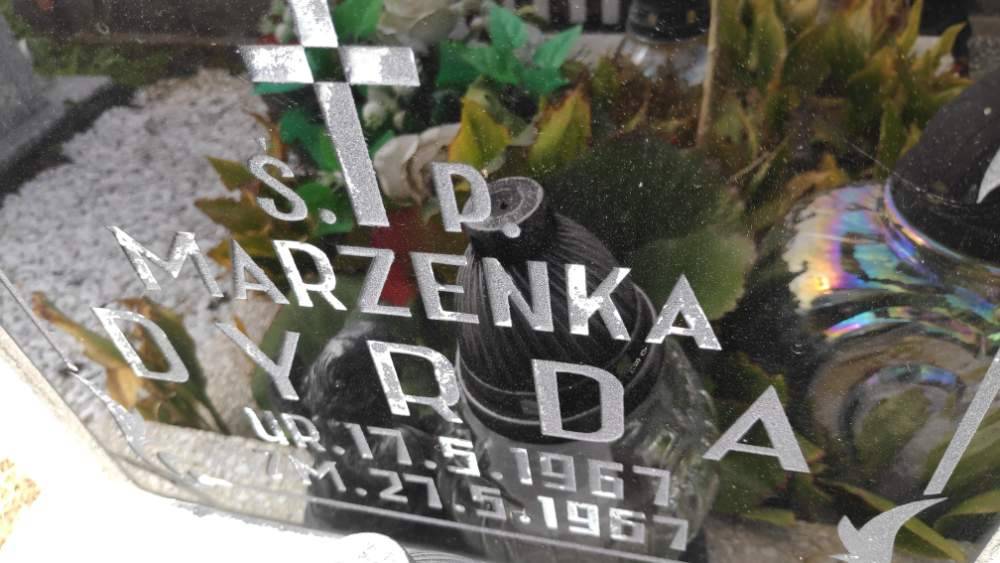 Ś. P.
MARZENKA
DYRDA
UR. 17.5.1967
ZM. 27.5.1967